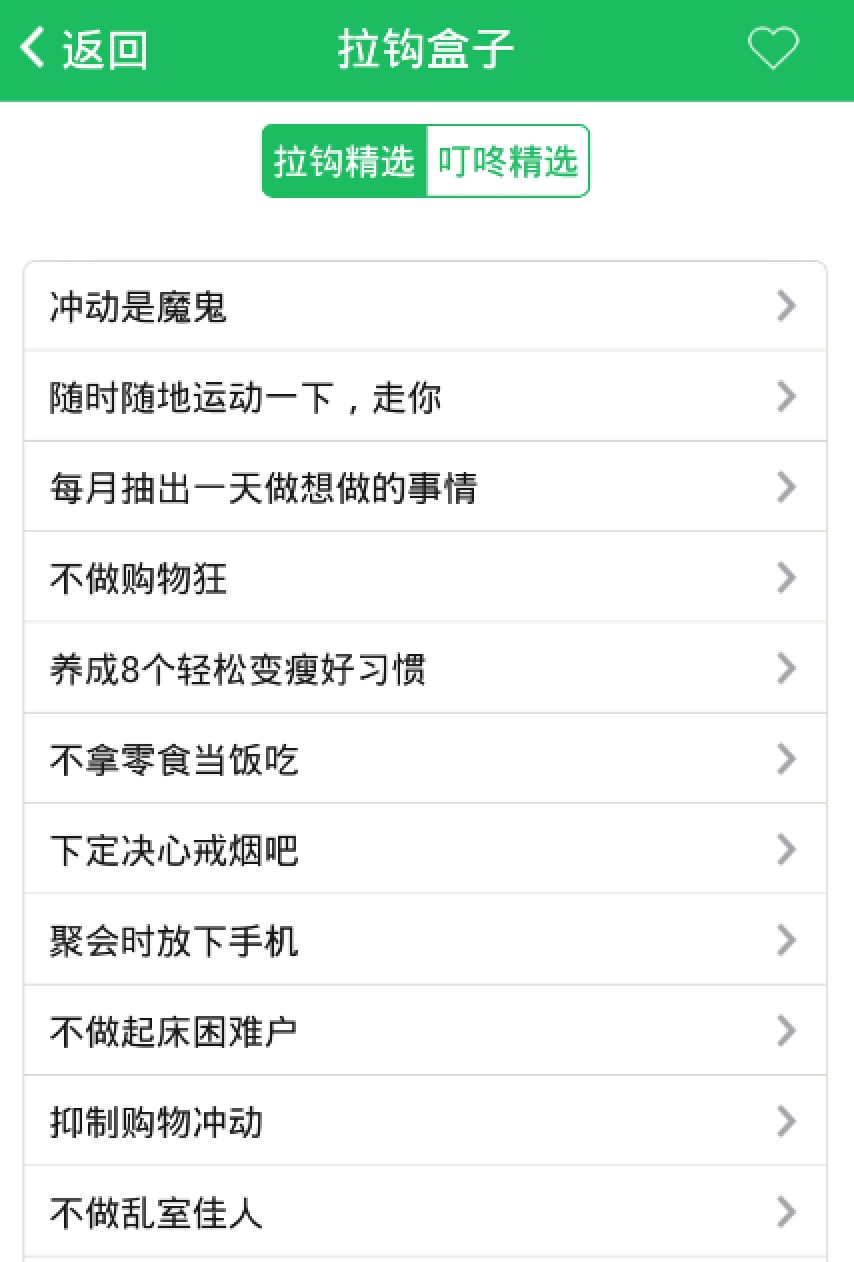 返回
拉钩盒子
拉钩精选
叮咚精选
冲动是魔鬼
随时随地运动一下，走你
每月抽出一天做想做的事情
不做购物狂
养成8个轻松变瘦好习惯
不拿零食当饭吃
下定决心戒烟吧
聚会时放下手机
不做起床困难户
抑制购物冲动
不做乱室佳人